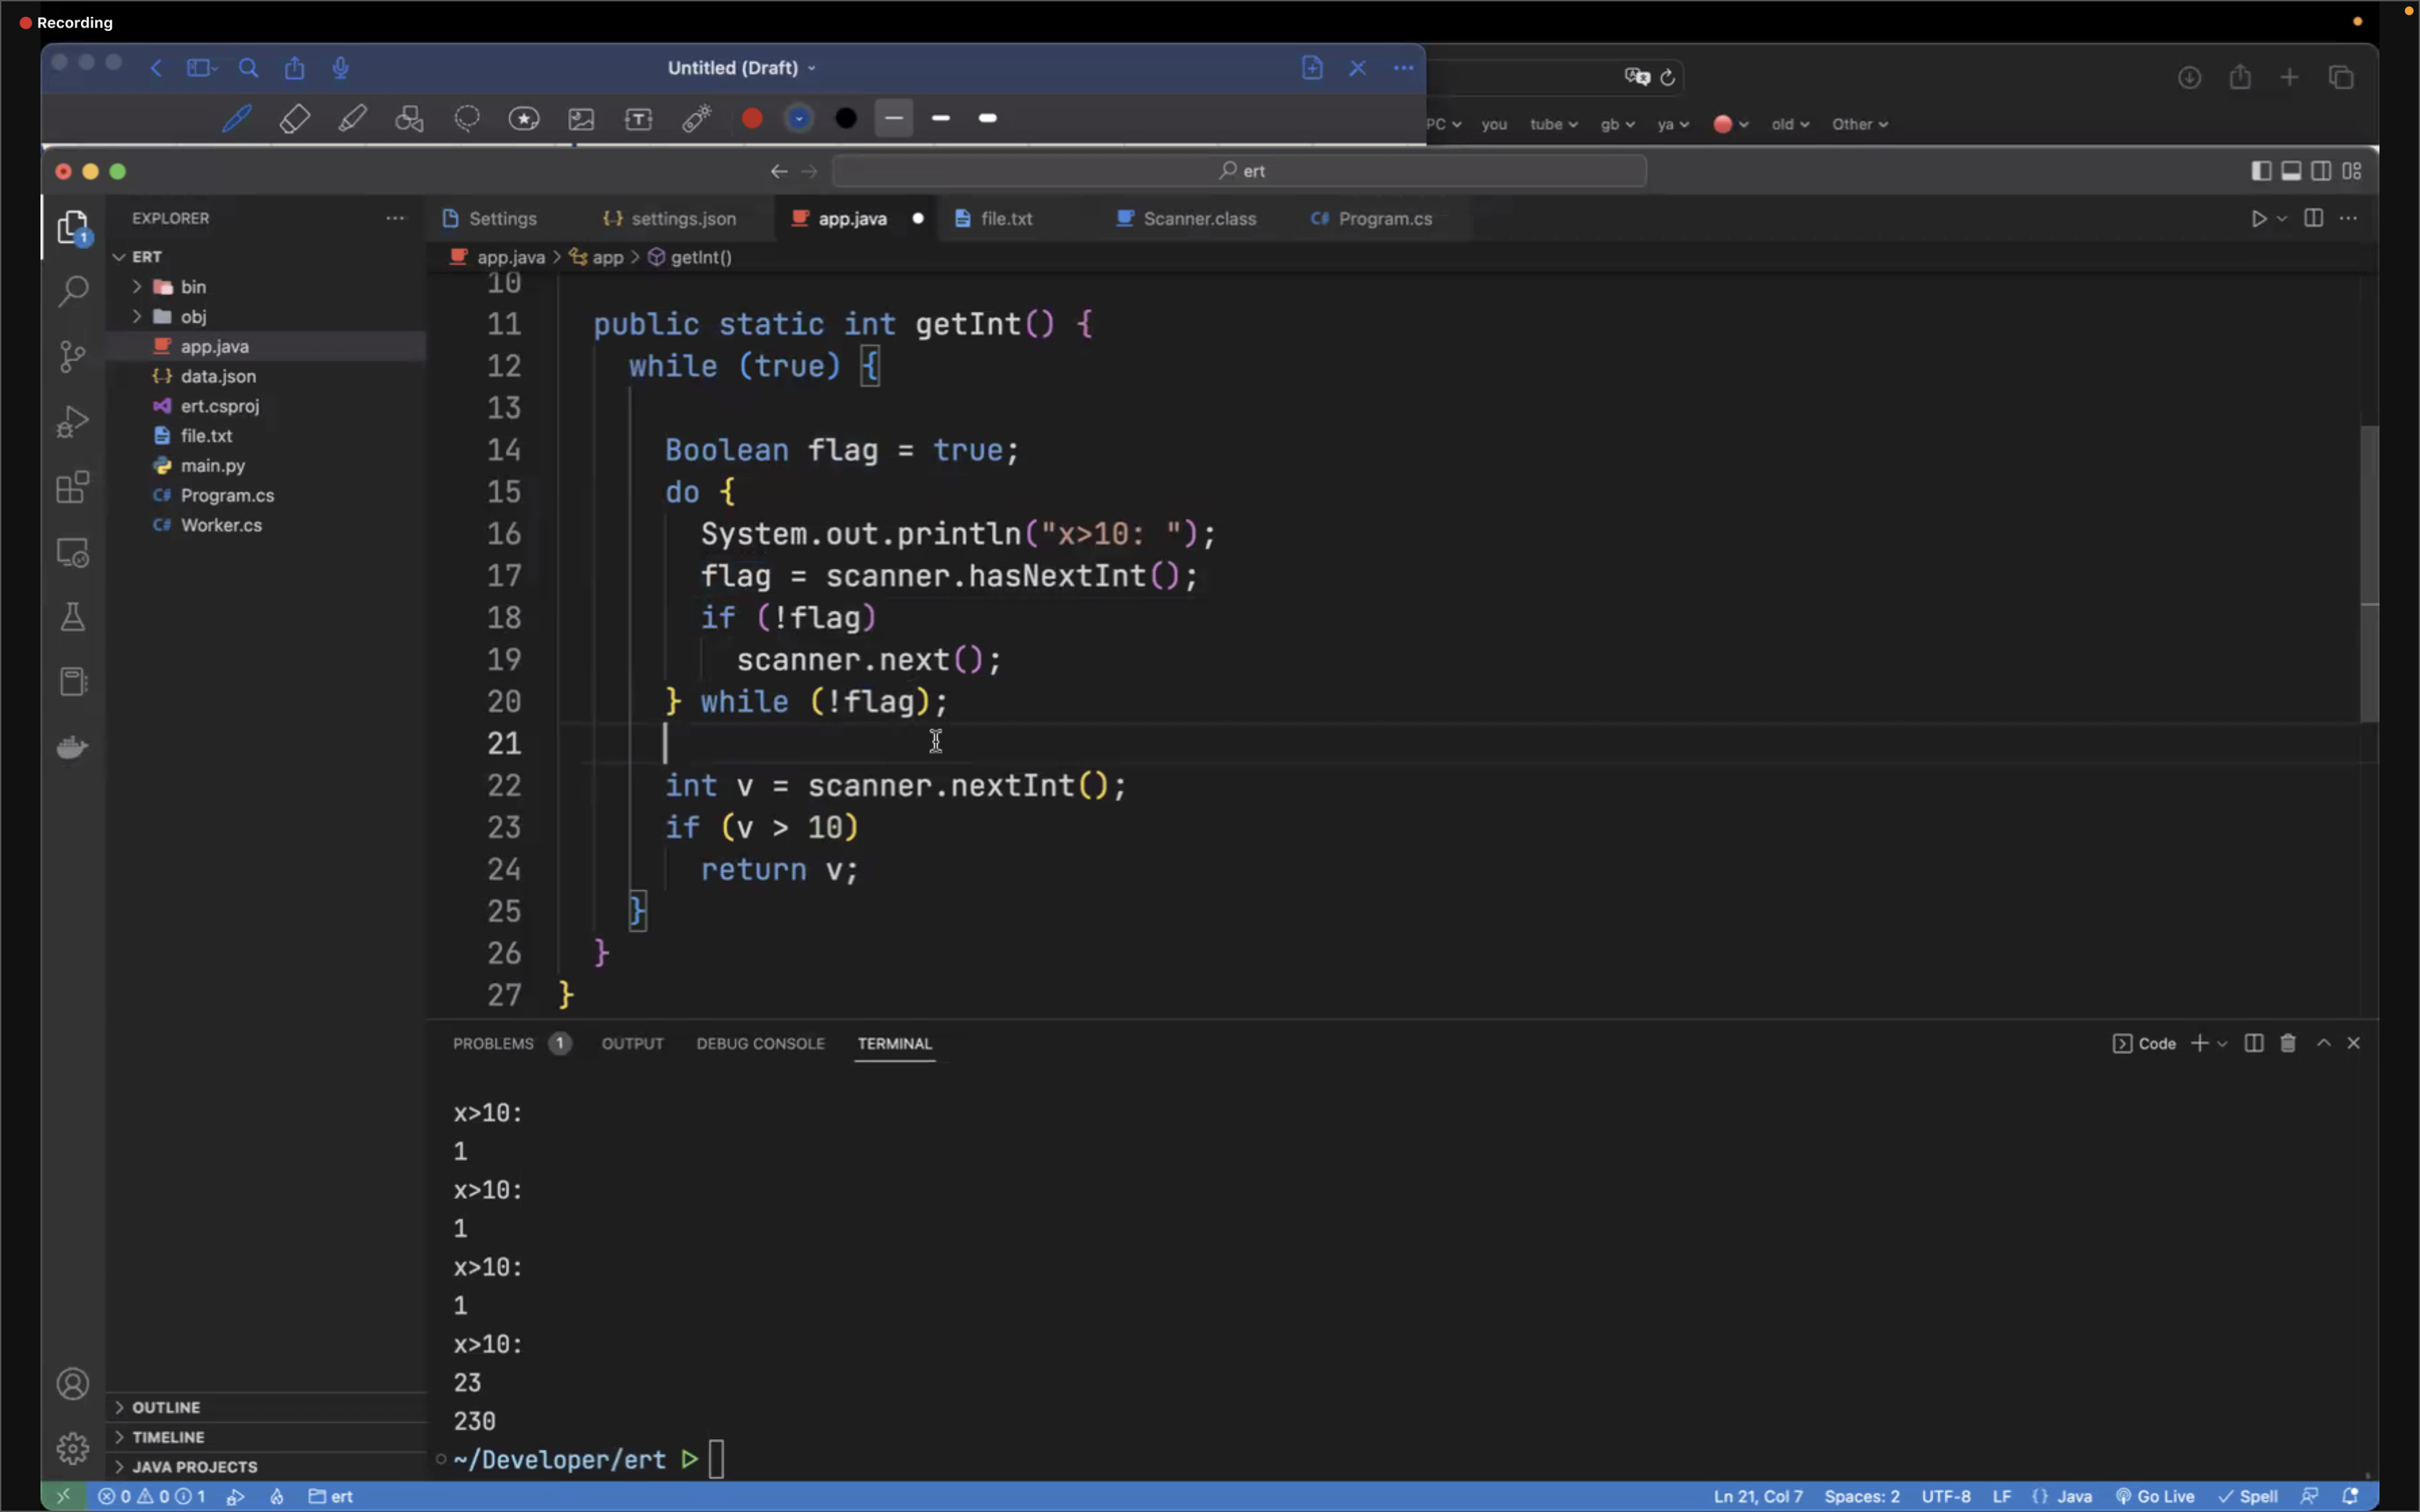 Recording
Untitled (Draft)
PC you tube gb ya old Other
ert
EXPLORER
Settings settings.json app.java file.txt Scanner.class Program.cs
app.java > app > getInt()
ERT
bin
obj
app.java
data.json
ert.csproj
file.txt
main.py
Program.cs
Worker.cs
10
11 public static int getInt() {
12 while (true) {
13
14 Boolean flag = true;
15 do {
16 System.out.println("x>10: ");
17 flag = scanner.hasNextInt();
18 if (!flag)
19 scanner.next();
20 } while (!flag);
21
22 int v = scanner.nextInt();
23 if (v > 10)
24 return v;
25 }
26 }
27 }
PROBLEMS 1 OUTPUT DEBUG CONSOLE TERMINAL
Code
x>10:
1
x>10:
1
x>10:
1
x>10:
23
230
~/Developer/ert
OUTLINE
TIMELINE
JAVA PROJECTS
0 0 1 ert
Ln 21, Col 7 Spaces: 2 UTF-8 LF {} Java Go Live Spell